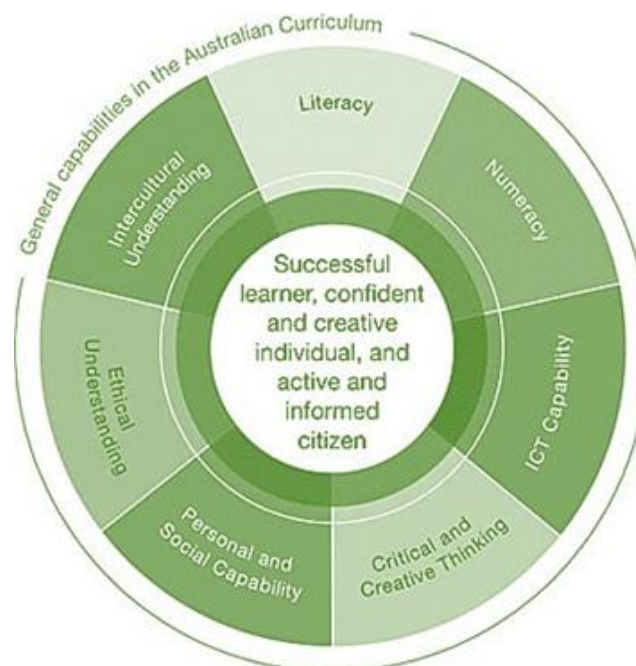 General capabilities in the Australian Curriculum
Literacy
Numeracy
ICT Capability
Critical and
Creative Thinking
Personal and
Social Capability
Ethical
Understanding
Intercultural
Understanding
Successful
learner, confident
and creative
individual, and
active and
informed
citizen